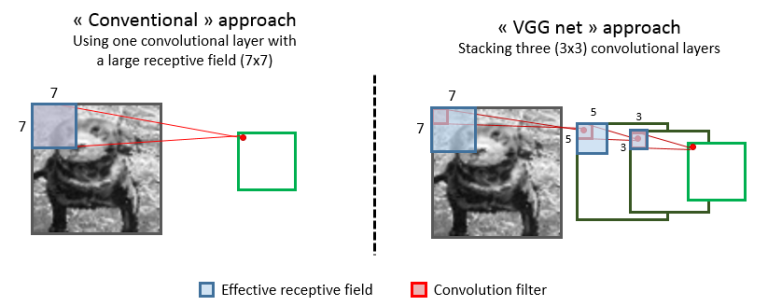 « Conventional » approach
Using one convolutional layer with
a large receptive field (7x7)
7
7
« VGG net » approach
Stacking three (3x3) convolutional layers
7
7
5
5
3
3
Effective receptive field
Convolution filter